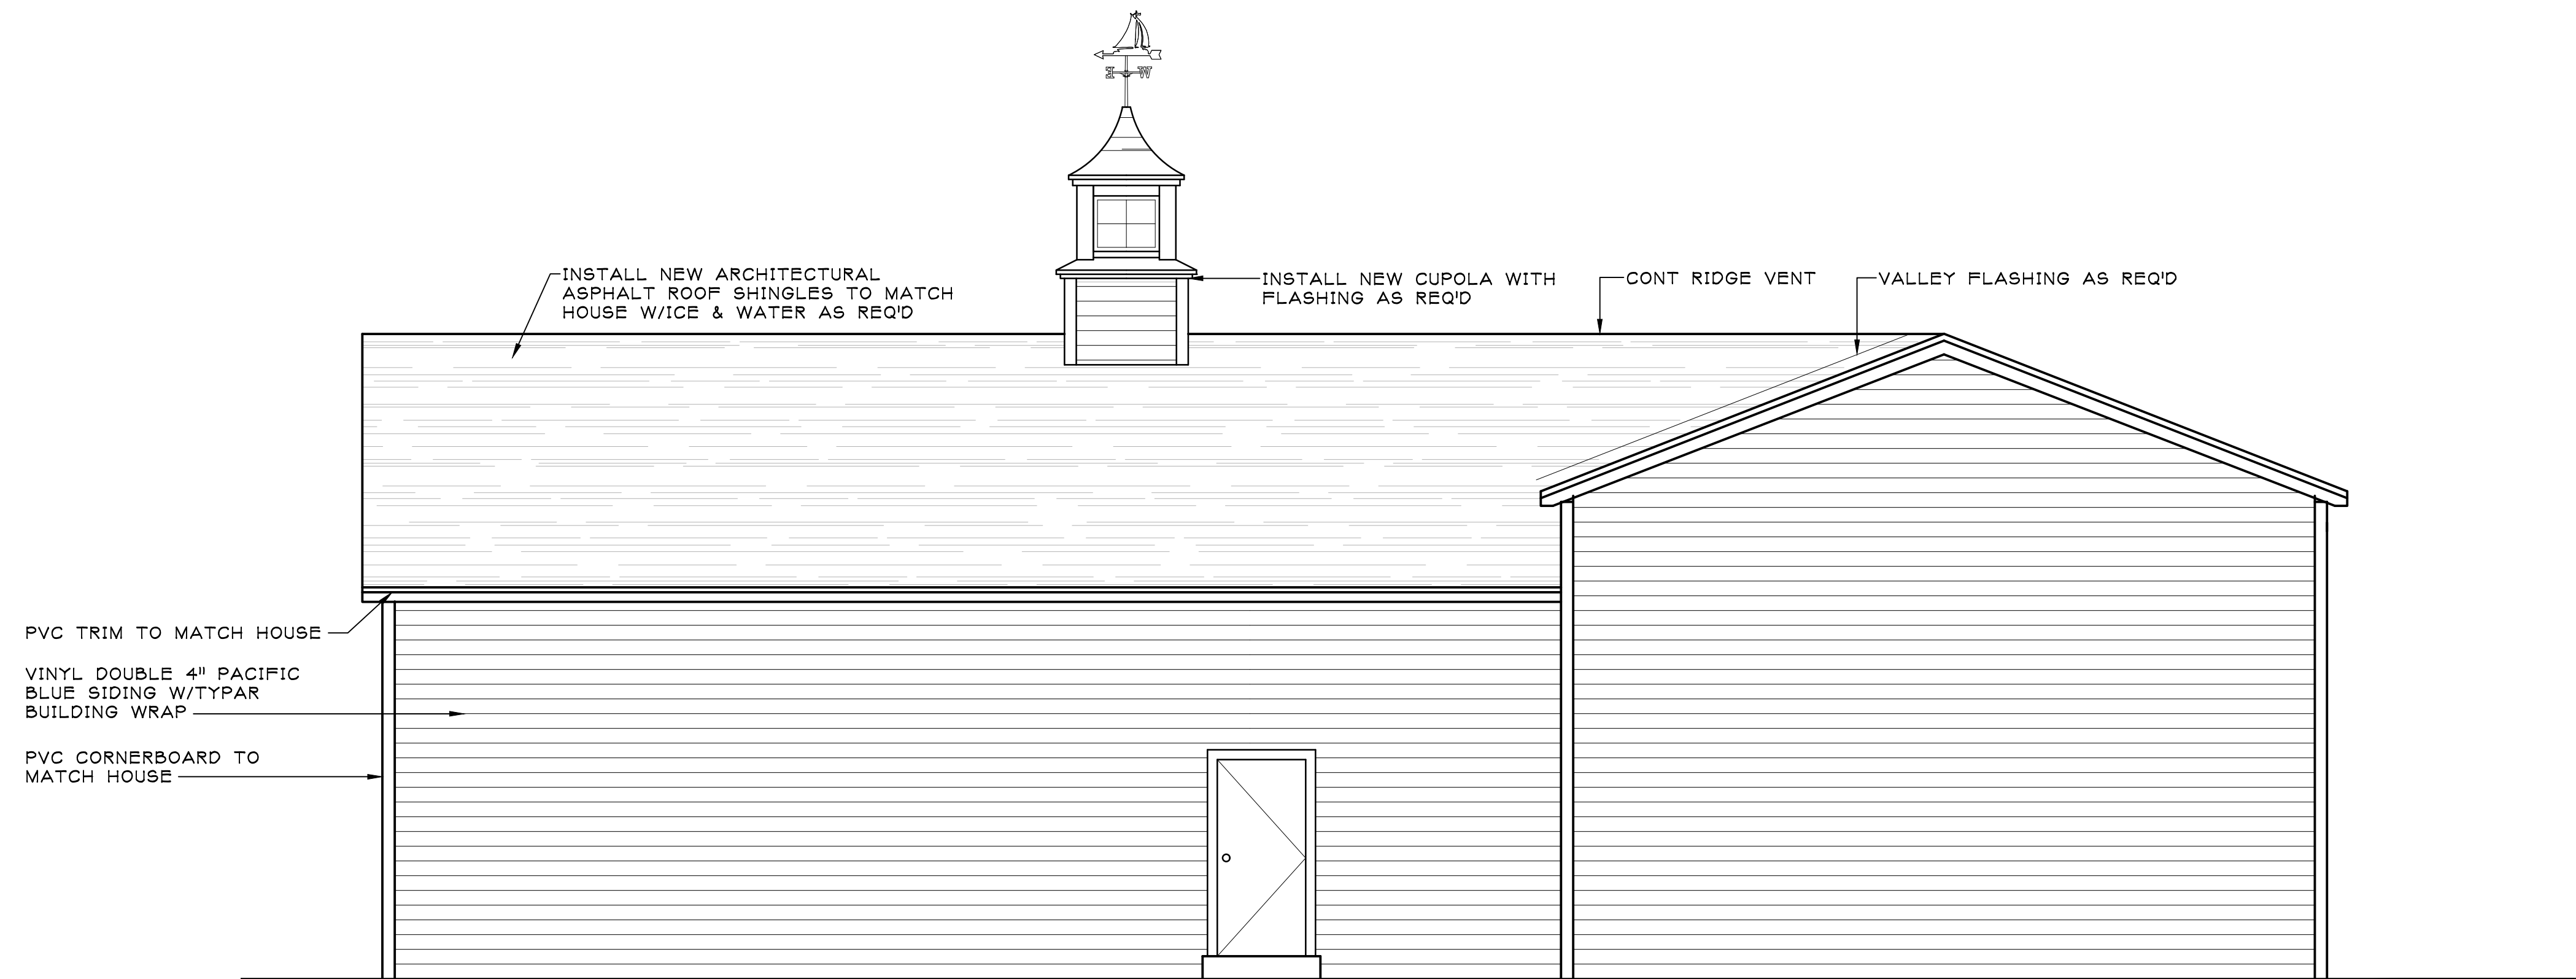 E W
INSTALL NEW ARCHITECTURAL
ASPHALT ROOF SHINGLES TO MATCH
HOUSE W/ICE & WATER AS REQ'D
INSTALL NEW CUPOLA WITH
FLASHING AS REQ'D
CONT RIDGE VENT
VALLEY FLASHING AS REQ'D
PVC TRIM TO MATCH HOUSE
VINYL DOUBLE 4" PACIFIC
BLUE SIDING W/TYPAR
BUILDING WRAP
PVC CORNERBOARD TO
MATCH HOUSE